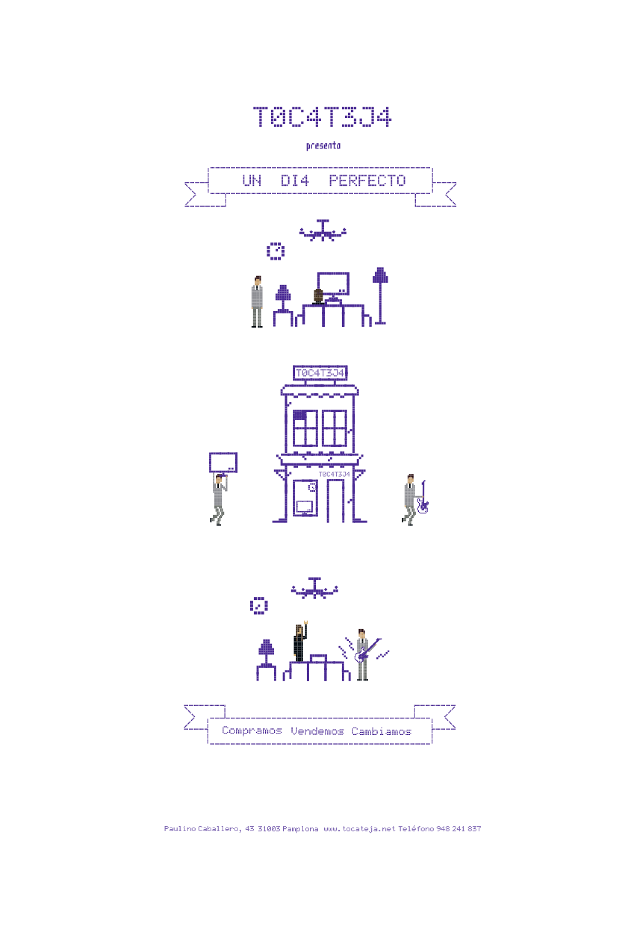 T0C4T3J4
presenta
UN DI4 PERFECTO
T0C4T3J4
T0C4T3J4
Compramos Vendemos Cambiamos
Paulino Caballero, 43 31003 Pamplona www.tocateja.net Teléfono 948 241 837